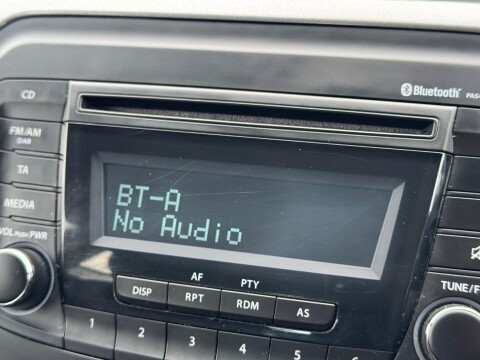 CD
Bluetooth®
FM/AM
/DAB
TA
MEDIA
VOL PUSH PWR
BT-A
No Audio
AF PTY
DISP RPT RDM AS
TUNE/F
1 2 3 4 5 6